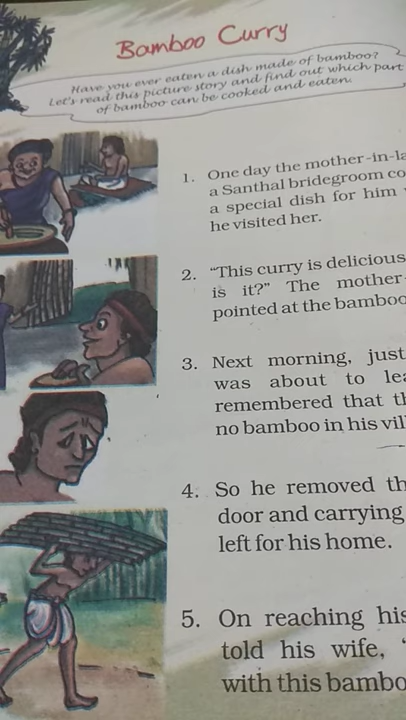 Bamboo Curry
Have you ever eaten a dish made of bamboo?
Let's read this picture story and find out which part
of bamboo can be cooked and eaten.
1. One day the mother-in-la
a Santhal bridegroom co
a special dish for him
he visited her.
2. "This curry is delicious
is it?" The mother-
pointed at the bamboo
3. Next morning, just
was about to lea
remembered that th
no bamboo in his vil
4. So he removed th
door and carrying
left for his home.
5. On reaching his
told his wife, "
with this bambo